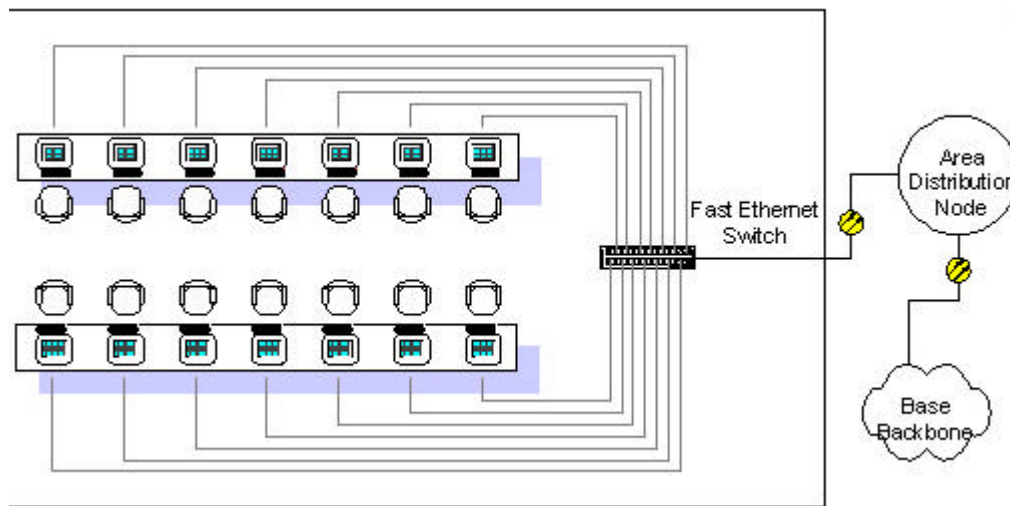 Fast Ethernet
Switch
Area
Distribution
Node
Base
Backbone